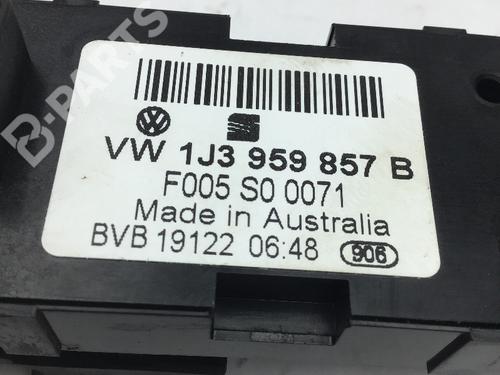 B-PARTS
VW 1J3 959 857 B
F005 S0 0071
Made in Australia
BVB 19122 06:48 906